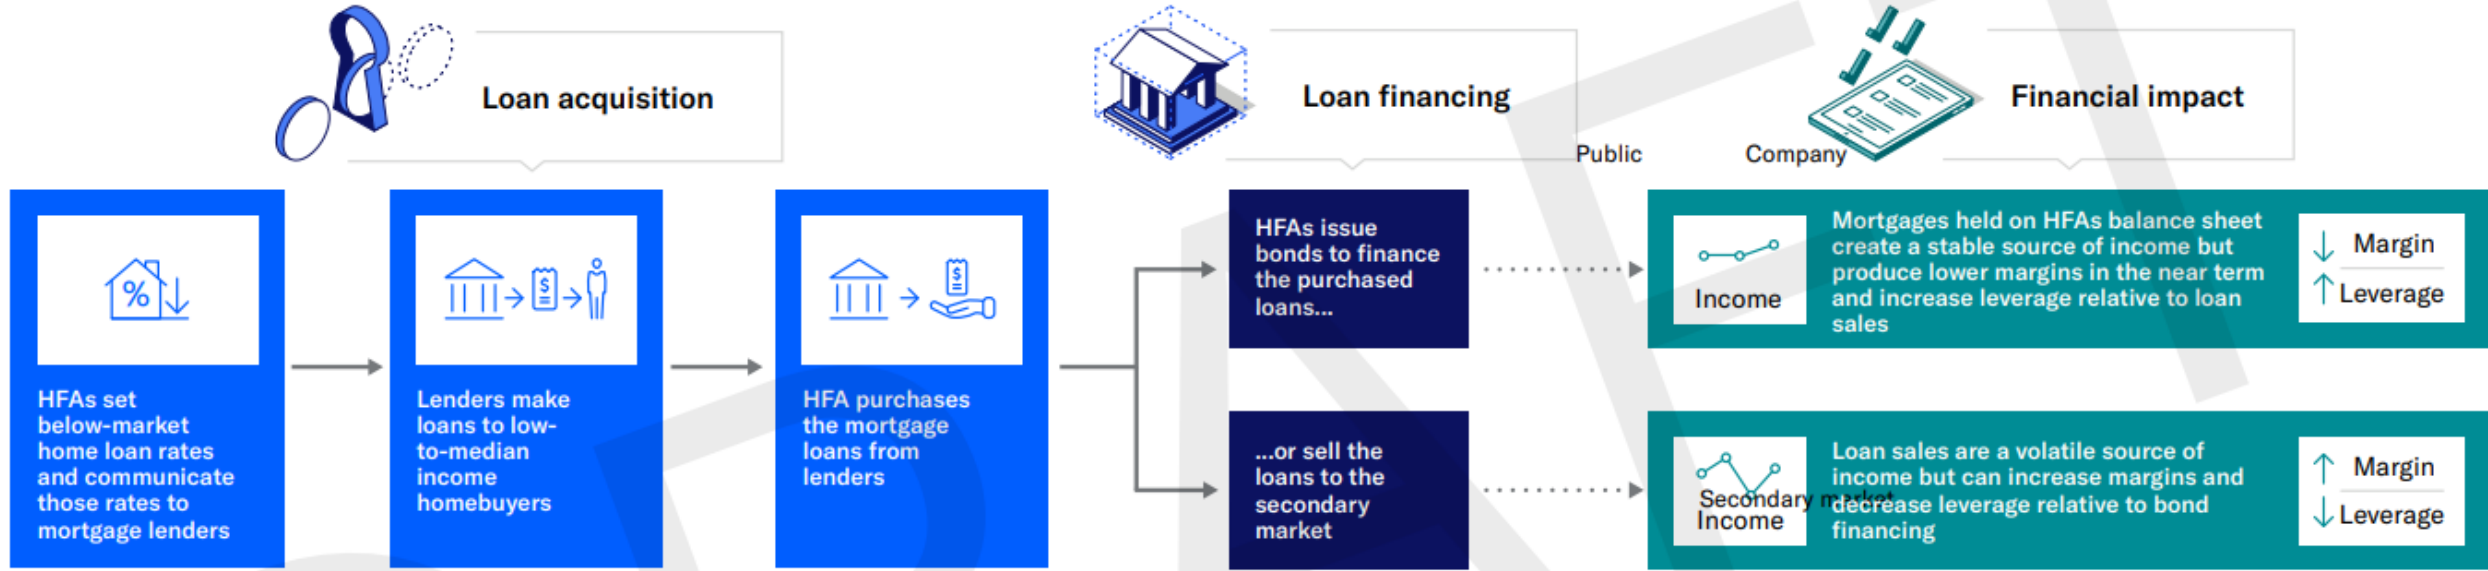 Loan acquisition
Loan financing
Financial impact
Public
Company
%
HFAs set
below-market
home loan rates
and communicate
those rates to
mortgage lenders
$
Lenders make
loans to low-
to-median
income
homebuyers
$
HFA purchases
the mortgage
loans from
lenders
HFAs issue
bonds to finance
the purchased
loans...
...or sell the
loans to the
secondary
market
Income
Mortgages held on HFAs balance sheet
create a stable source of income but
produce lower margins in the near term
and increase leverage relative to loan
sales
Margin
Leverage
Secondary market
Income
Loan sales are a volatile source of
income but can increase margins and
decrease leverage relative to bond
financing
Margin
Leverage